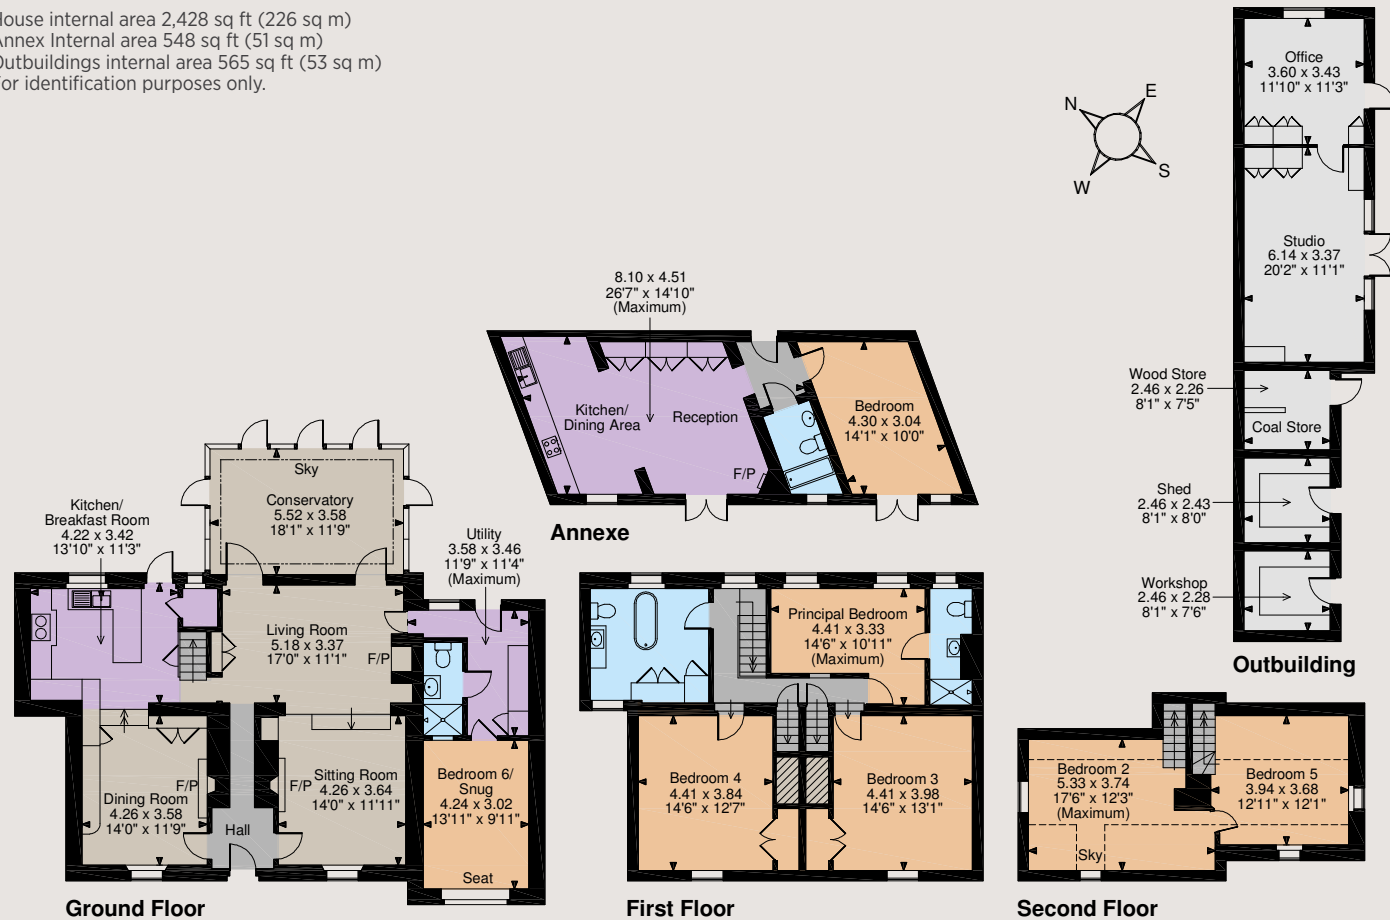 House internal area 2,428 sq ft (226 sq m)
Annex Internal area 548 sq ft (51 sq m)
Outbuildings internal area 565 sq ft (53 sq m)
For identification purposes only.
N
E
W
S
Office
3.60 x 3.43
11'10" x 11'3"
Studio
6.14 x 3.37
20'2" x 11'1"
Wood Store
2.46 x 2.26
8'1" x 7'5"
Coal Store
Shed
2.46 x 2.43
8'1" x 8'0"
Workshop
2.46 x 2.28
8'1" x 7'6"
Outbuilding
8.10 x 4.51
26'7" x 14'10"
(Maximum)
Kitchen/
Dining Area
Reception
F/P
Bedroom
4.30 x 3.04
14'1" x 10'0"
Annexe
Sky
Conservatory
5.52 x 3.58
18'1" x 11'9"
Kitchen/
Breakfast Room
4.22 x 3.42
13'10" x 11'3"
Utility
3.58 x 3.46
11'9" x 11'4"
(Maximum)
Living Room
5.18 x 3.37
17'0" x 11'1"
F/P
Dining Room
4.26 x 3.58
14'0" x 11'9"
F/P
Hall
F/P
Sitting Room
4.26 x 3.64
14'0" x 11'11"
Bedroom 6/
Snug
4.24 x 3.02
13'11" x 9'11"
Seat
Ground Floor
Principal Bedroom
4.41 x 3.33
14'6" x 10'11"
(Maximum)
Bedroom 4
4.41 x 3.84
14'6" x 12'7"
Bedroom 3
4.41 x 3.98
14'6" x 13'1"
First Floor
Bedroom 2
5.33 x 3.74
17'6" x 12'3"
(Maximum)
Sky
Bedroom 5
3.94 x 3.68
12'11" x 12'1"
Second Floor